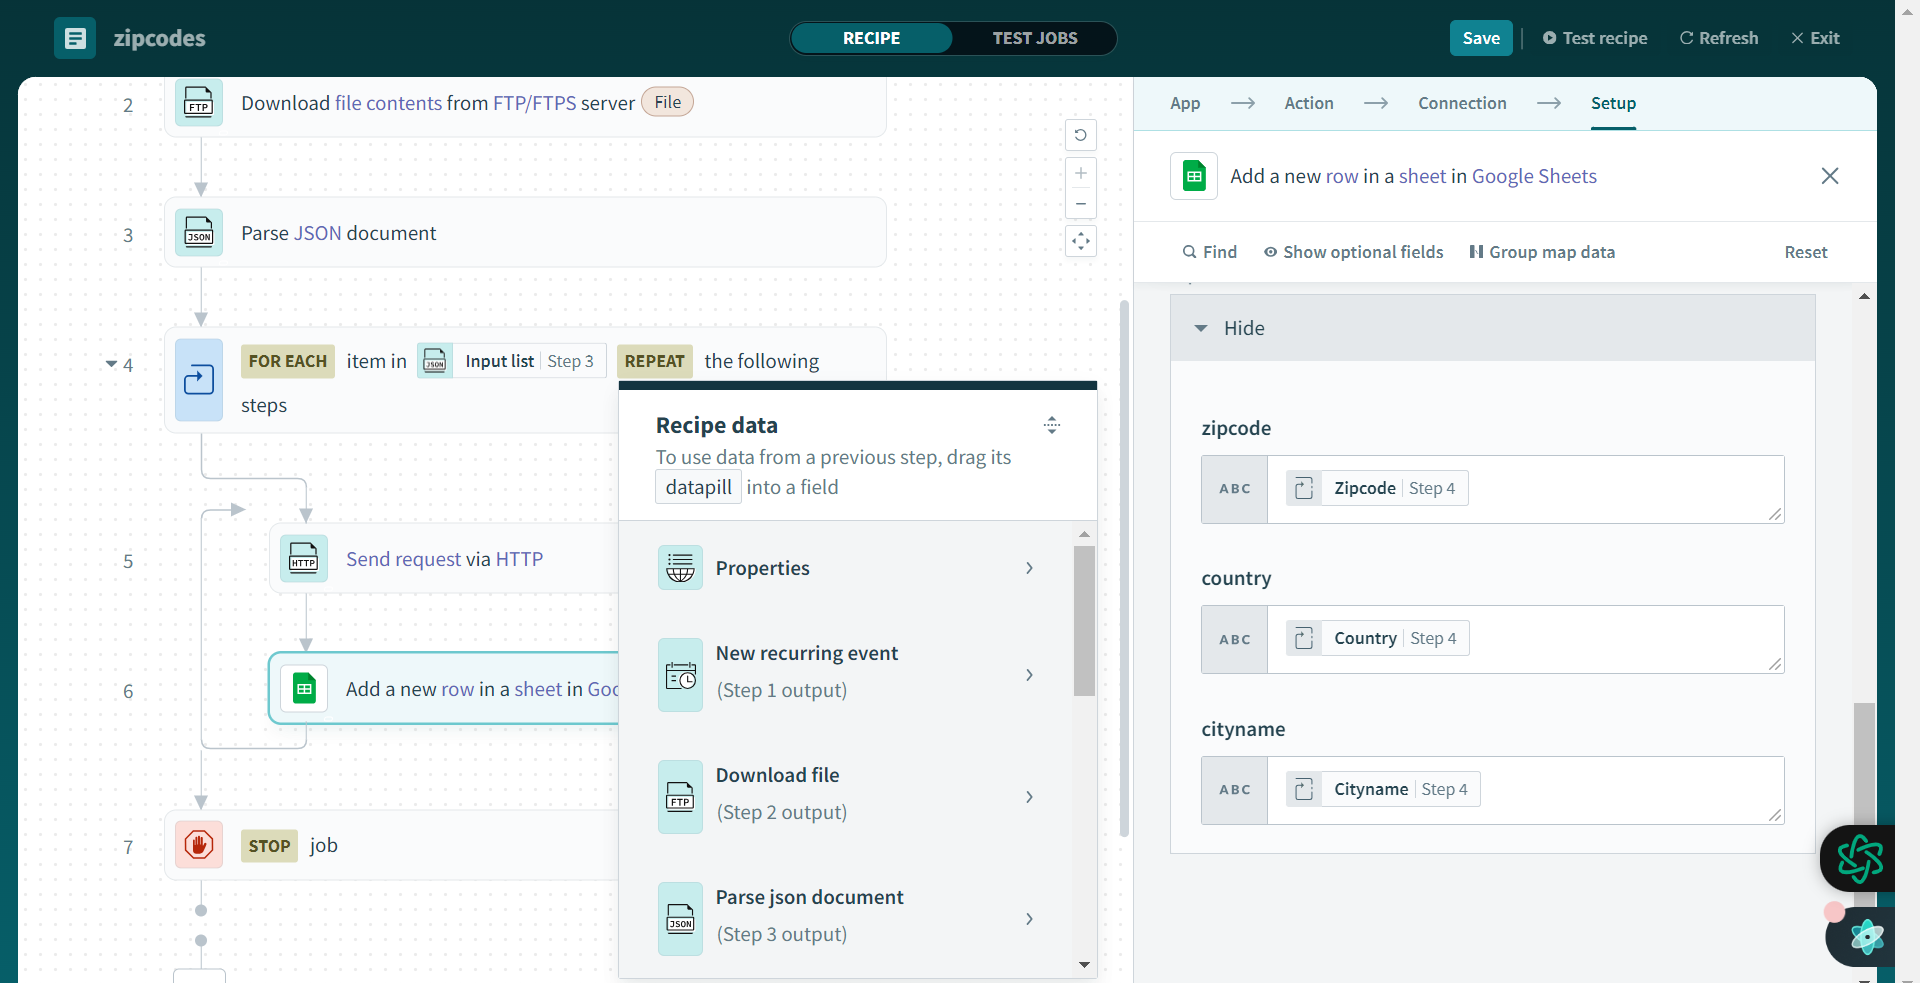 zipcodes
RECIPE
TEST JOBS
Save
Test recipe
Refresh
Exit
2
FTP
Download file contents from FTP/FTPS server
File
3
JSON
Parse JSON document
4
FOR EACH item in
JSON
Input list
Step 3
REPEAT the following
steps
5
HTTP
Send request via HTTP
6
Add a new row in a sheet in Goo
7
STOP job
Recipe data
To use data from a previous step, drag its
datapill into a field
Properties
New recurring event
(Step 1 output)
FTP
Download file
(Step 2 output)
JSON
Parse json document
(Step 3 output)
App
Action
Connection
Setup
Add a new row in a sheet in Google Sheets
Find
Show optional fields
Group map data
Reset
Hide
zipcode
ABC
Zipcode
Step 4
country
ABC
Country
Step 4
cityname
ABC
Cityname
Step 4